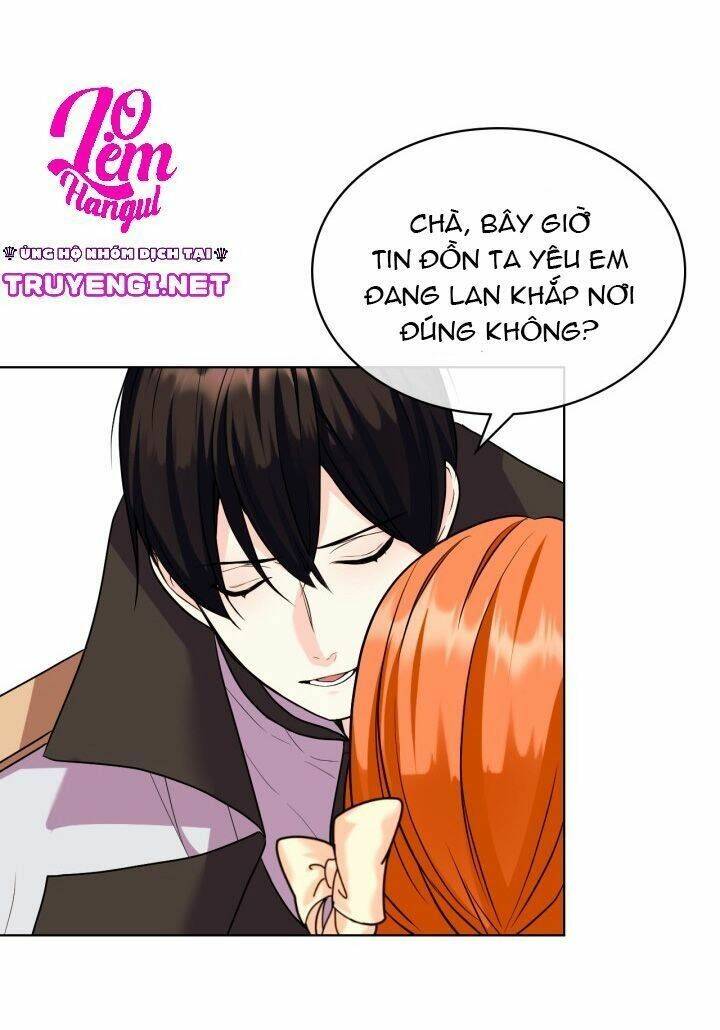 Lọ
Lem
Hangul
ỦNG HỘ NHÓM DỊCH TẠI
TRUYENGI.NET
CHÀ, BÂY GIỜ
TIN ĐỒN TA YÊU EM
ĐANG LAN KHẮP NƠI
ĐÚNG KHÔNG?